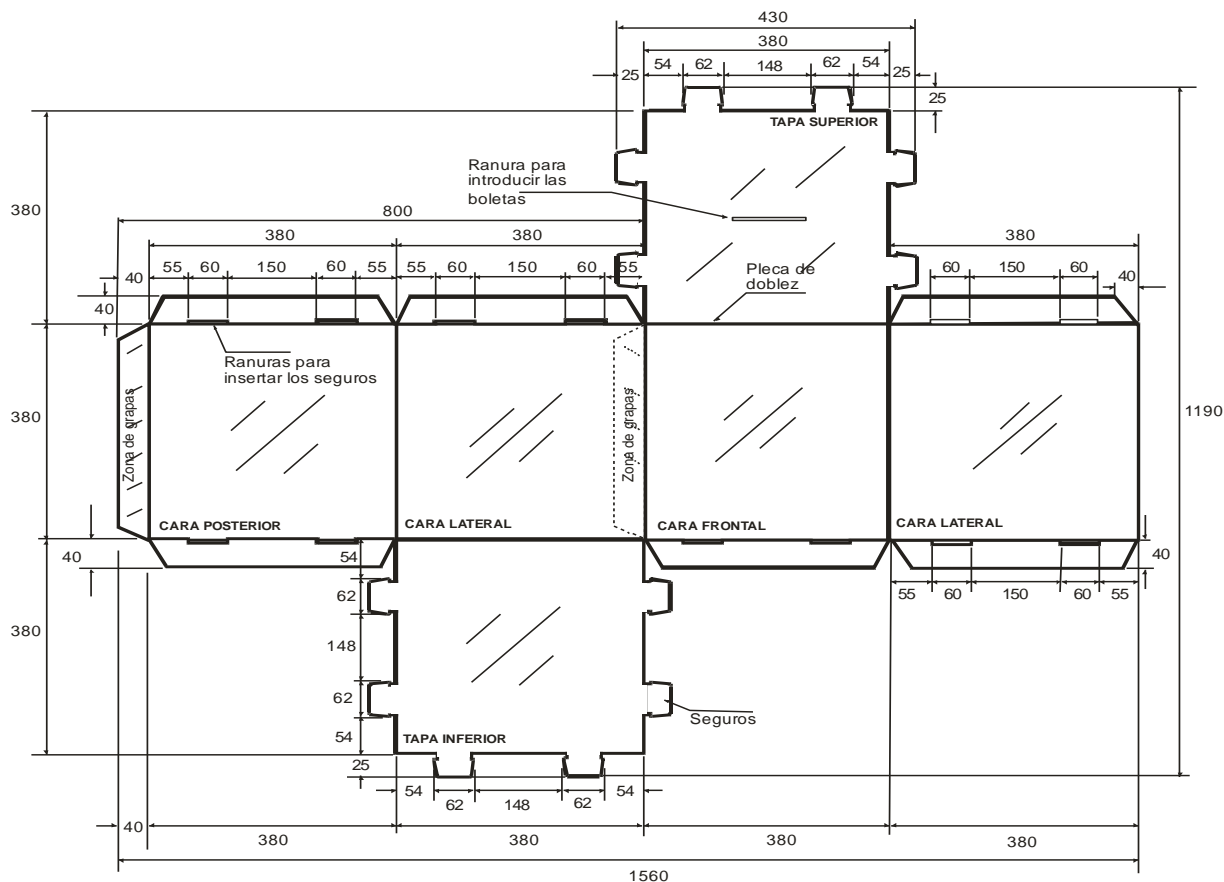 430
380
54 62 148 62 54
25 25
25
TAPA SUPERIOR
Ranura para
introducir las
boletas
380
800
380 380 380
40 55 60 150 60 55 55 60 150 60 55 60 150 60 40
40
Pleca de
doblez
Ranuras para
insertar los seguros
Zona de grapas
Zona de grapas
380
1190
CARA POSTERIOR
CARA LATERAL
CARA FRONTAL
CARA LATERAL
40
40
54
62
148
62
54
25
55 60 150 60 55
380
Seguros
TAPA INFERIOR
54 62 148 62 54
40 380 380 380 380
1560